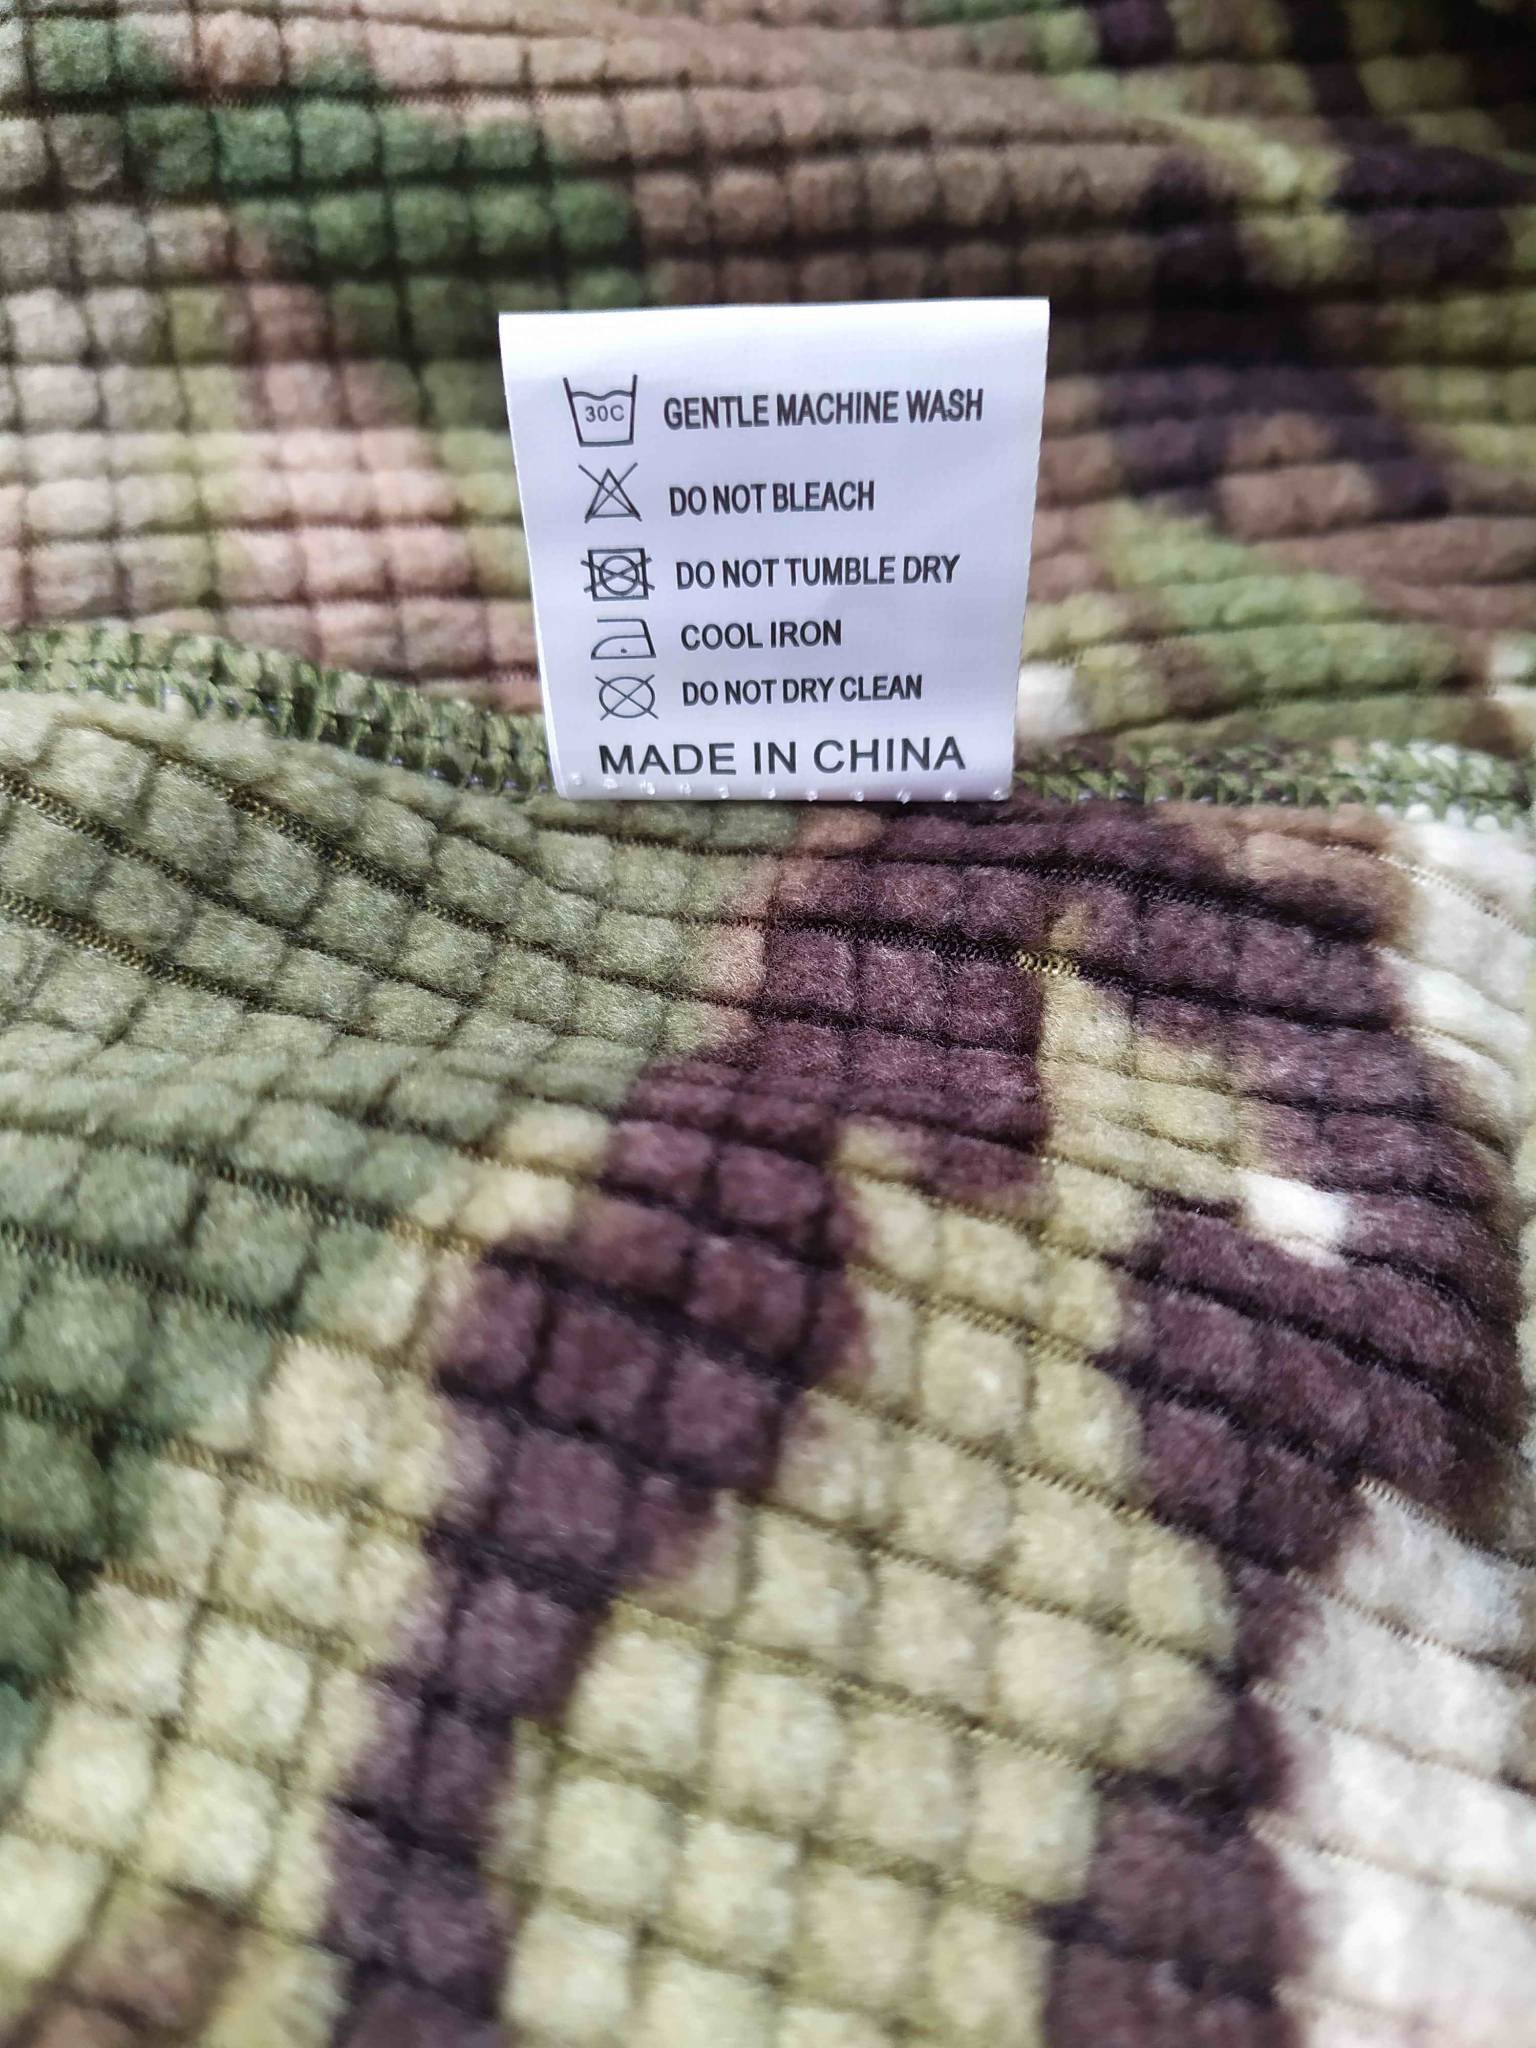 30C GENTLE MACHINE WASH
DO NOT BLEACH
DO NOT TUMBLE DRY
COOL IRON
DO NOT DRY CLEAN
MADE IN CHINA